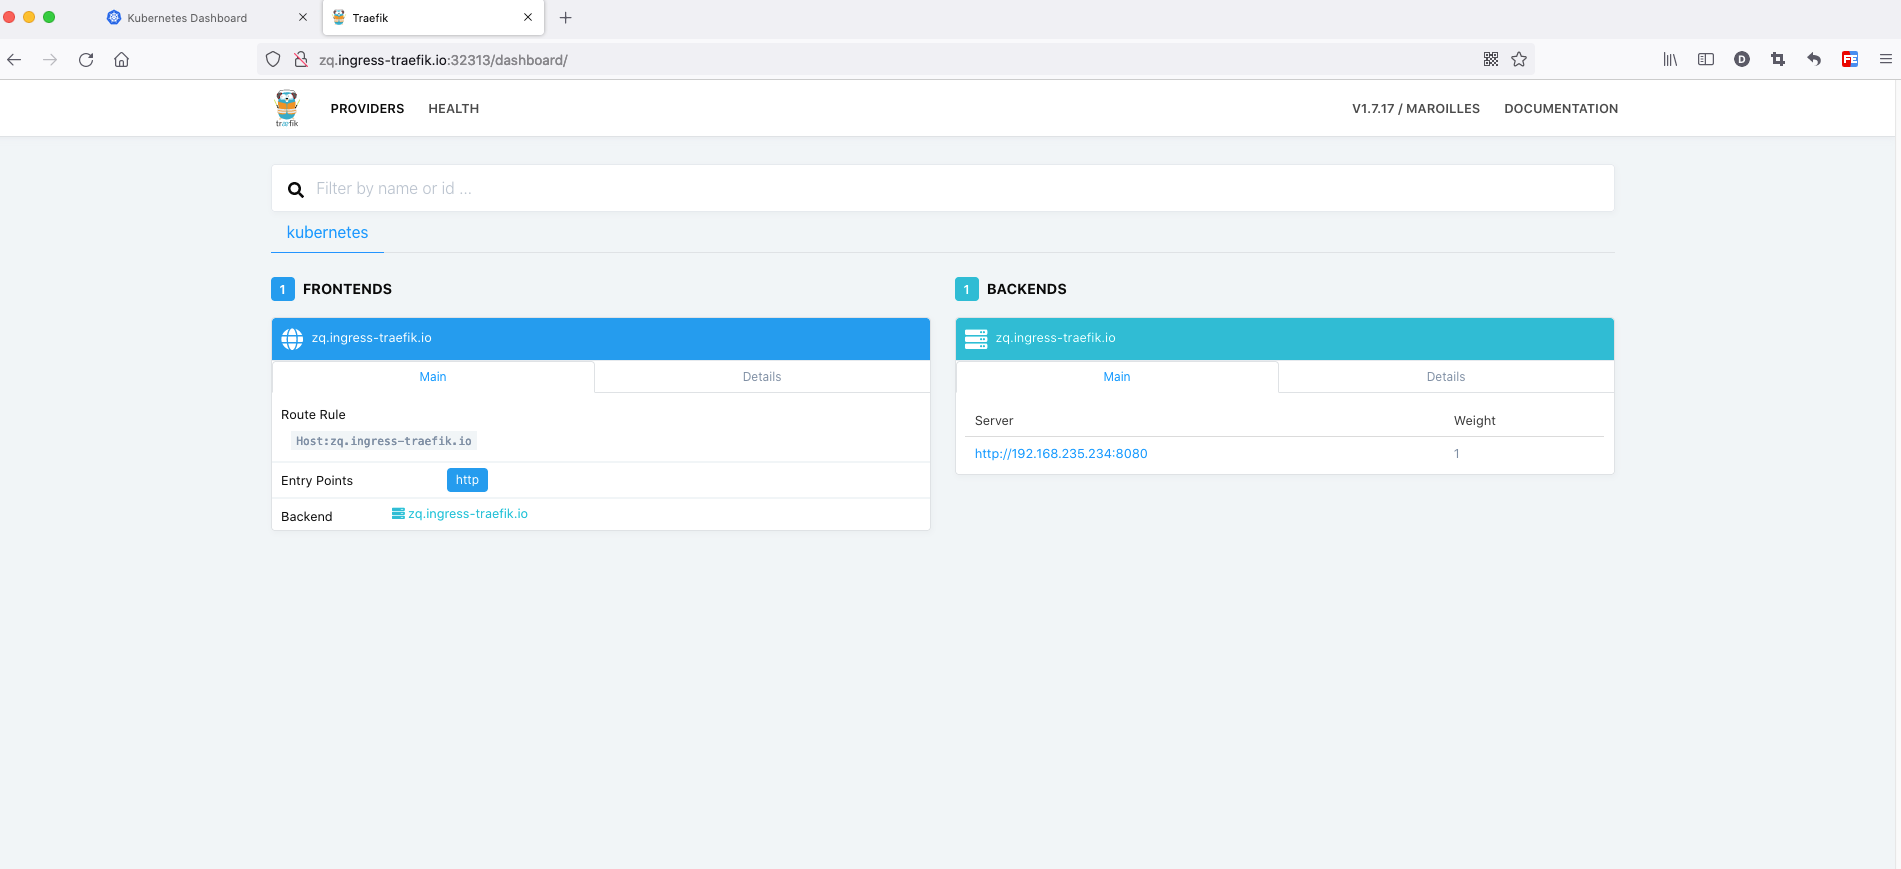 Kubernetes Dashboard
Traefik
zq.ingress-traefik.io:32313/dashboard/
D
FE
træfik
PROVIDERS
HEALTH
V1.7.17 / MAROILLES
DOCUMENTATION
Filter by name or id ...
kubernetes
1 FRONTENDS
zq.ingress-traefik.io
Main
Details
Route Rule
Host:zq.ingress-traefik.io
Entry Points
http
Backend
zq.ingress-traefik.io
1 BACKENDS
zq.ingress-traefik.io
Main
Details
Server
Weight
http://192.168.235.234:8080
1